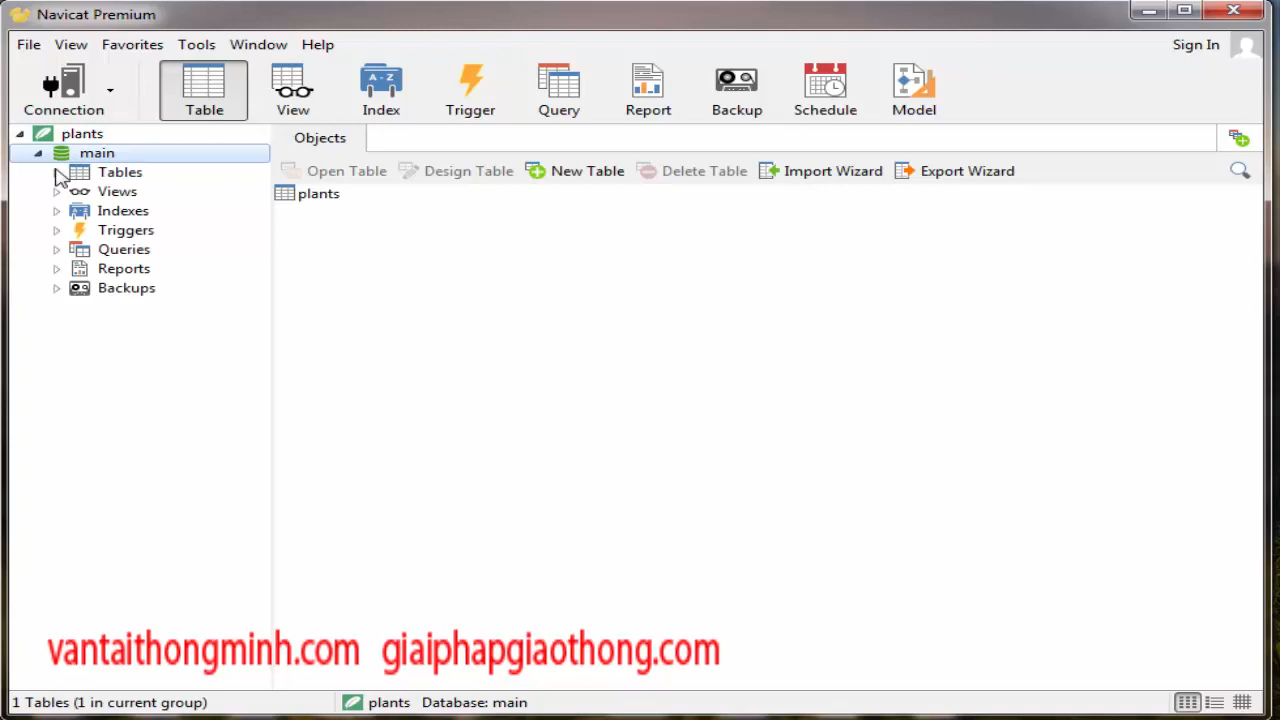 Navicat Premium
File View Favorites Tools Window Help Sign In
Connection Table View Index Trigger Query Report Backup Schedule Model
plants
main
Tables
Views
Indexes
Triggers
Queries
Reports
Backups
Objects
Open Table Design Table New Table Delete Table Import Wizard Export Wizard
plants
vantaithongminh.com giaiphapgiaothong.com
1 Tables (1 in current group) plants Database: main